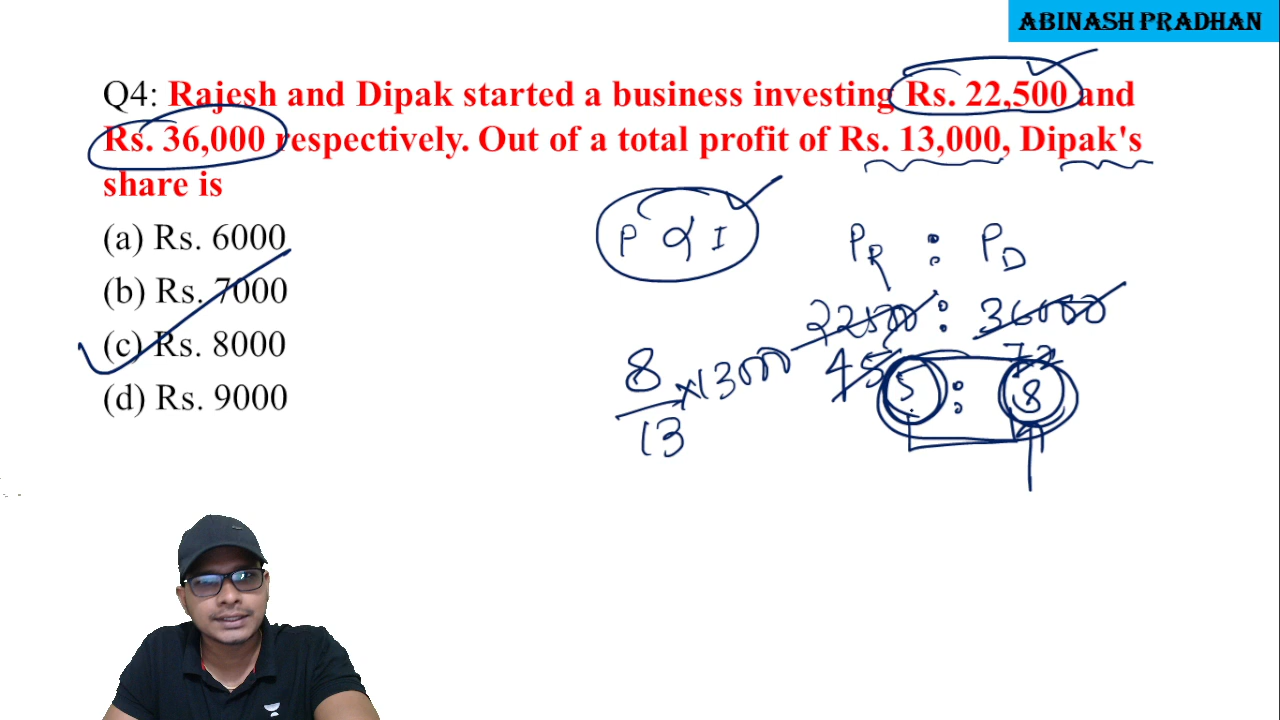 ABINASH PRADHAN
Q4: Rajesh and Dipak started a business investing Rs. 22,500 and
Rs. 36,000 respectively. Out of a total profit of Rs. 13,000, Dipak's
share is
(a) Rs. 6000
(b) Rs. 7000
(c) Rs. 8000
(d) Rs. 9000
P ∝ I
P_R : P_D
22500 : 36000
45 72
5 : 8
8/13 × 13000